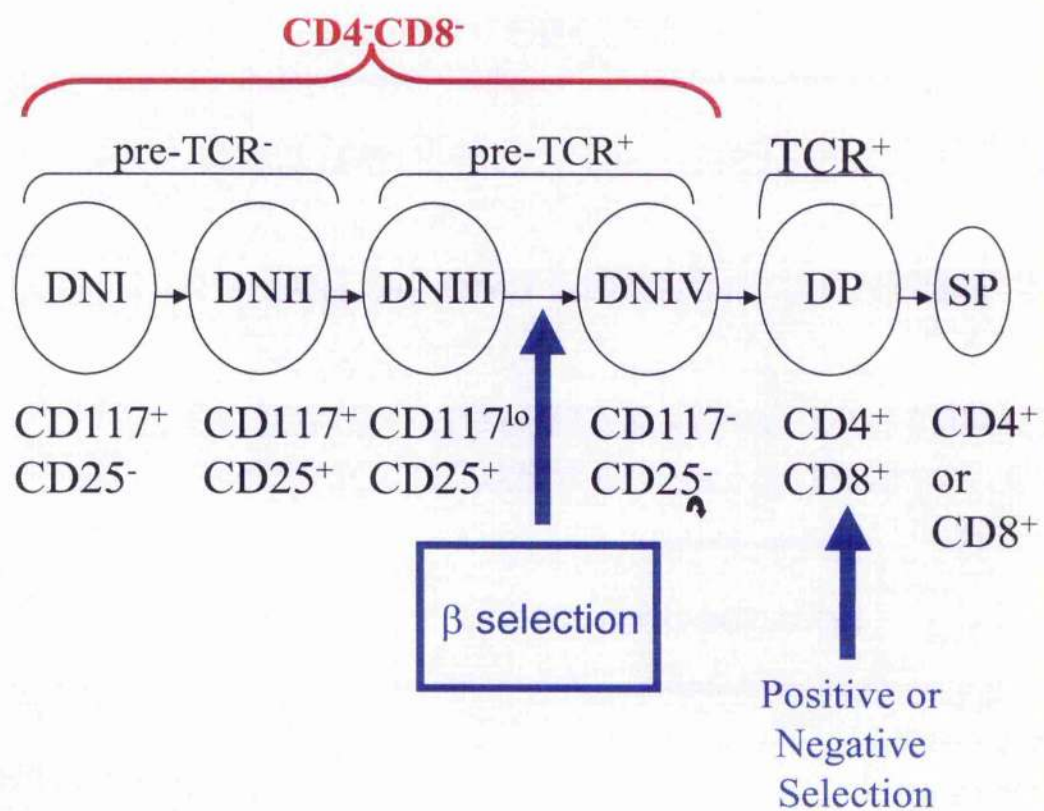 CD4⁻CD8⁻
pre-TCR⁻ pre-TCR⁺ TCR⁺
DNI DNII DNIII DNIV DP SP
CD117⁺ CD117⁺ CD117ˡᵒ CD117⁻ CD4⁺ CD4⁺
CD25⁻ CD25⁺ CD25⁺ CD25⁻ CD8⁺ or
CD8⁺
β selection
Positive or
Negative
Selection